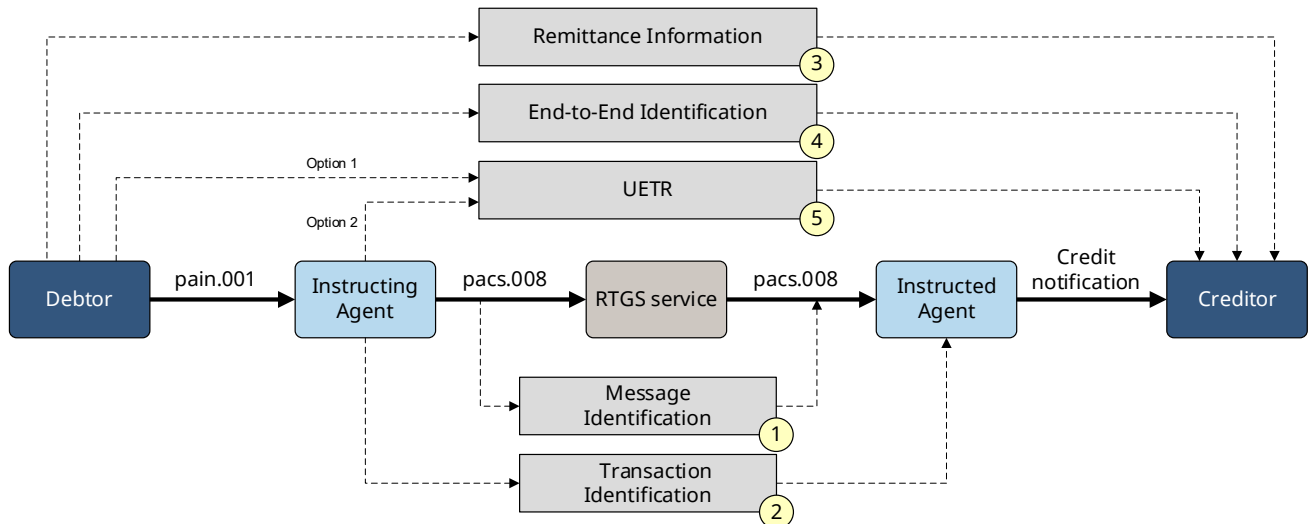 Remittance Information
3
End-to-End Identification
4
Option 1
UETR
5
Option 2
Debtor
pain.001
Instructing
Agent
pacs.008
RTGS service
pacs.008
Instructed
Agent
Credit
notification
Creditor
Message
Identification
1
Transaction
Identification
2